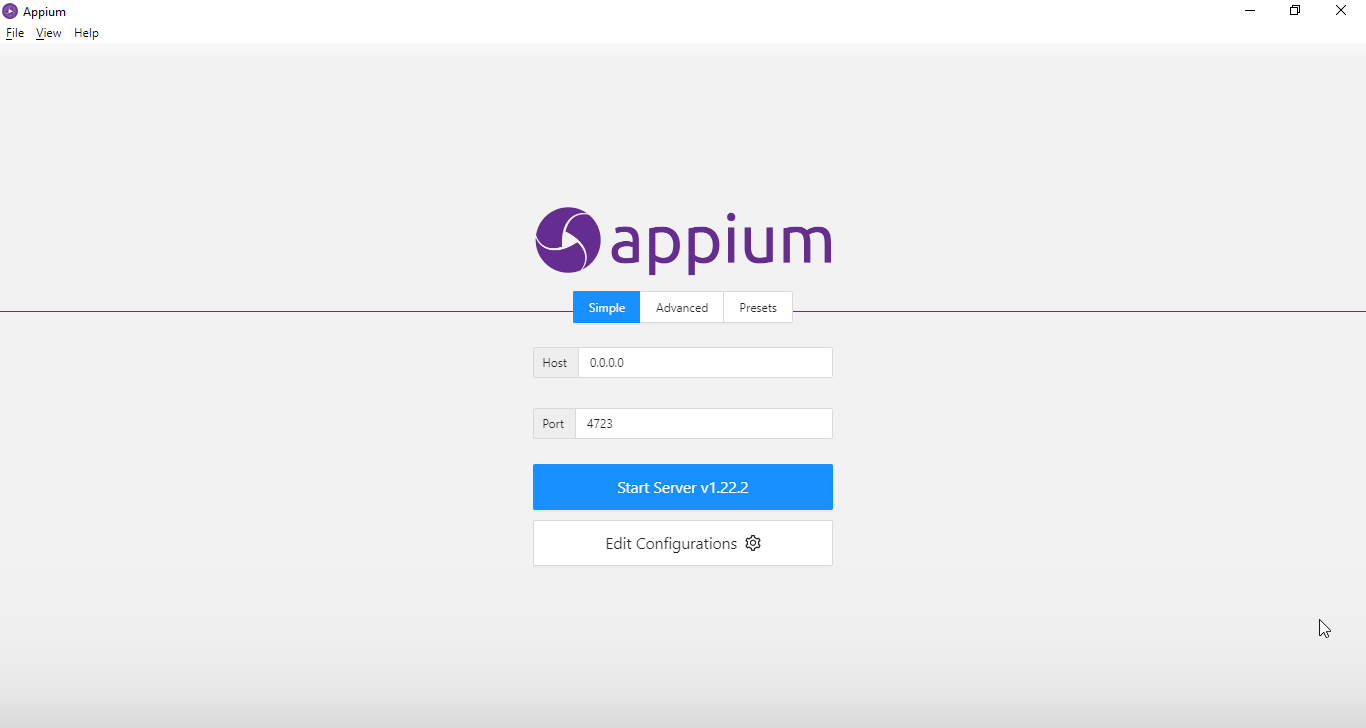 Appium
File View Help
appium
Simple Advanced Presets
Host 0.0.0.0
Port 4723
Start Server v1.22.2
Edit Configurations